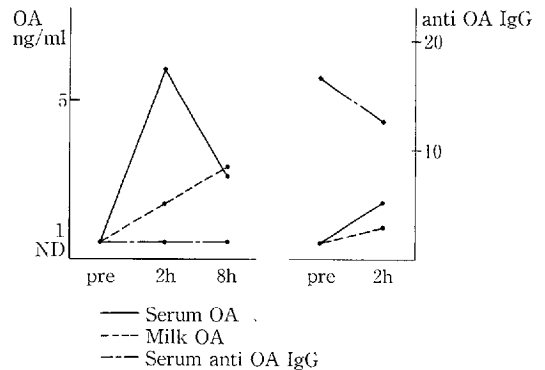 OA
ng/ml
anti OA IgG
20
5
10
1
ND
pre 2h 8h
pre 2h
Serum OA
Milk OA
Serum anti OA IgG